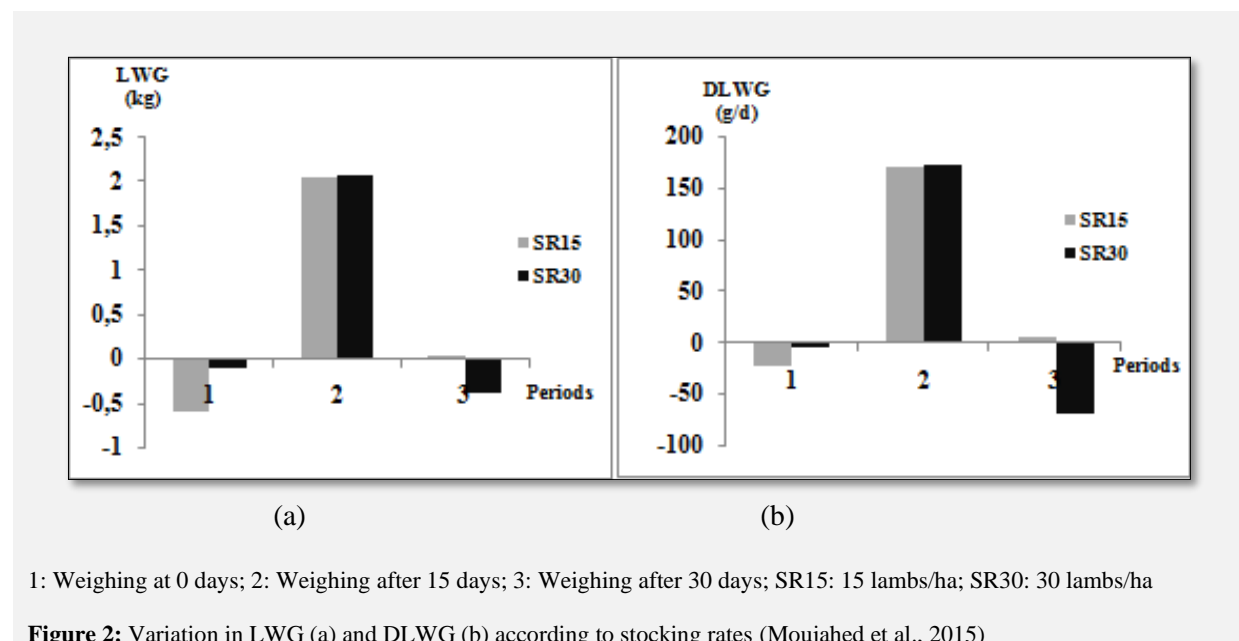 LWG
(kg)
2,5
2
1,5
1
0,5
0
-0,5
-1
1
2
3
Periods
SR15
SR30
DLWG
(g/d)
200
150
100
50
0
-50
-100
1
2
3
Periods
SR15
SR30
(a) (b)
1: Weighing at 0 days; 2: Weighing after 15 days; 3: Weighing after 30 days; SR15: 15 lambs/ha; SR30: 30 lambs/ha
Figure 2: Variation in LWG (a) and DLWG (b) according to stocking rates (Moujahed et al., 2015)